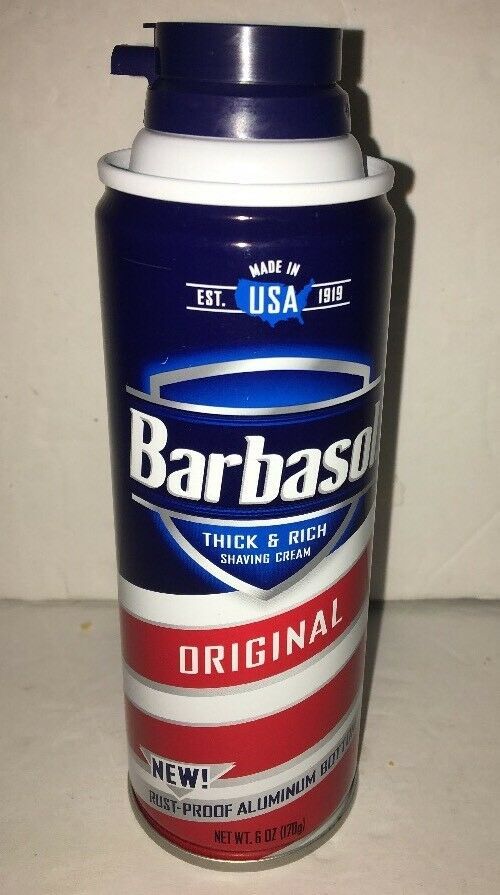 MADE IN
EST. USA 1919
Barbasol
THICK & RICH
SHAVING CREAM
ORIGINAL
NEW!
RUST-PROOF ALUMINUM BOTTOM
NET WT. 6 OZ (170g)